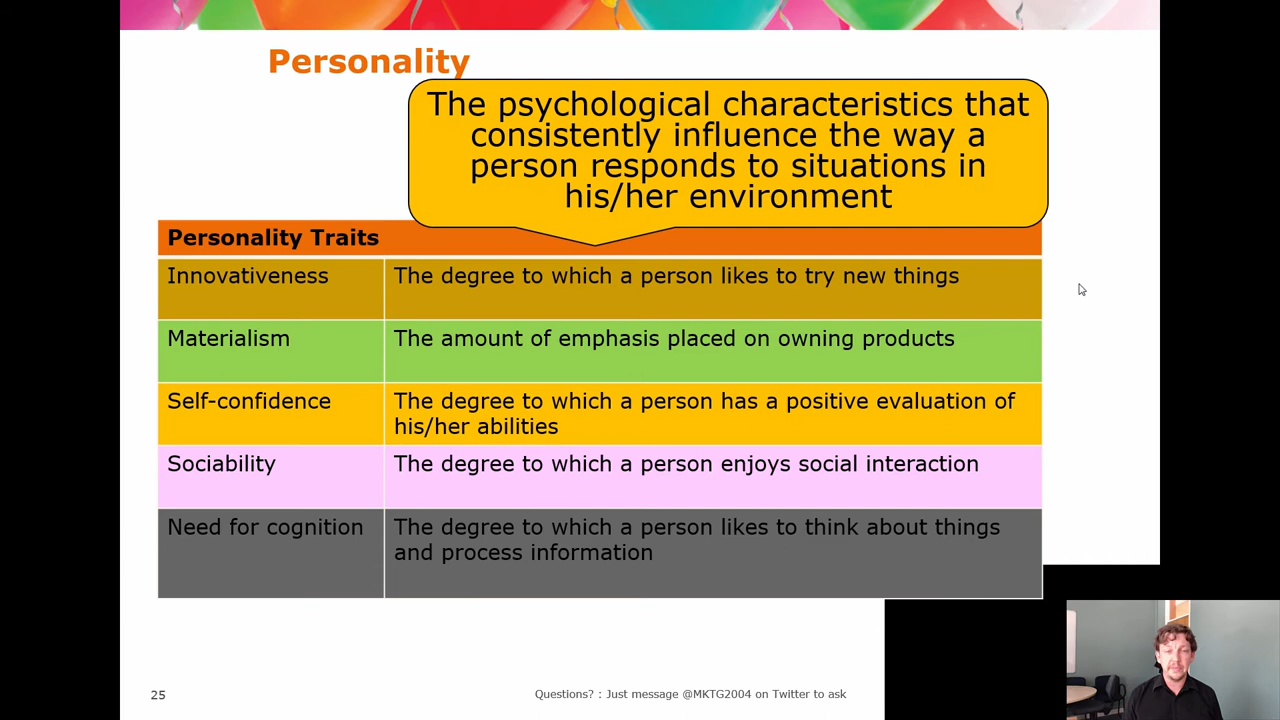 Personality
The psychological characteristics that
consistently influence the way a
person responds to situations in
his/her environment
Personality Traits
Innovativeness
The degree to which a person likes to try new things
Materialism
The amount of emphasis placed on owning products
Self-confidence
The degree to which a person has a positive evaluation of
his/her abilities
Sociability
The degree to which a person enjoys social interaction
Need for cognition
The degree to which a person likes to think about things
and process information
25
Questions? : Just message @MKTG2004 on Twitter to ask